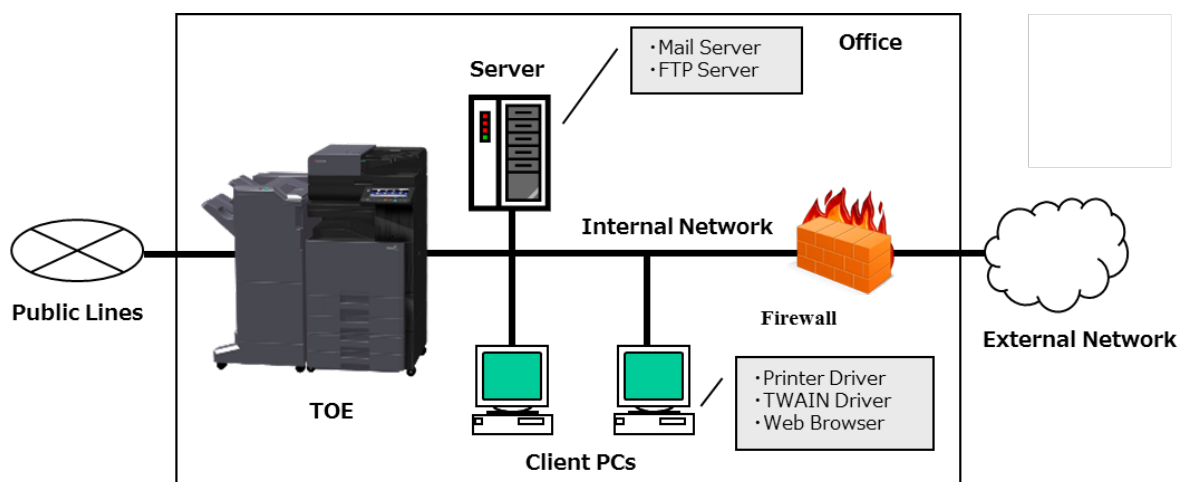 Office
・Mail Server
・FTP Server
Server
Internal Network
Public Lines
Firewall
External Network
TOE
・Printer Driver
・TWAIN Driver
・Web Browser
Client PCs